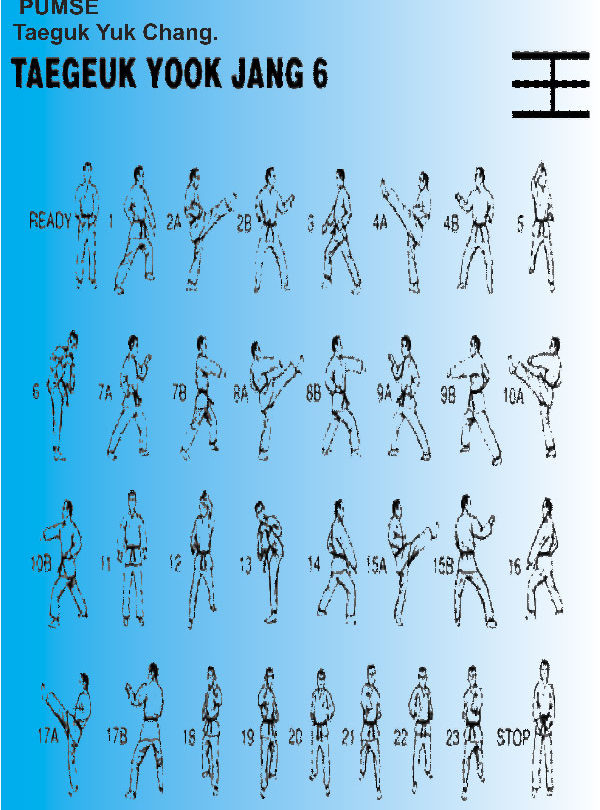 PUMSE
Taeguk Yuk Chang.
TAEGEUK YOOK JANG 6
READY 1 2A 2B 3 4A 4B 5
6 7A 7B 8A 8B 9A 9B 10A
10B 11 12 13 14 15A 15B 16
17A 17B 18 19 20 21 22 23 STOP